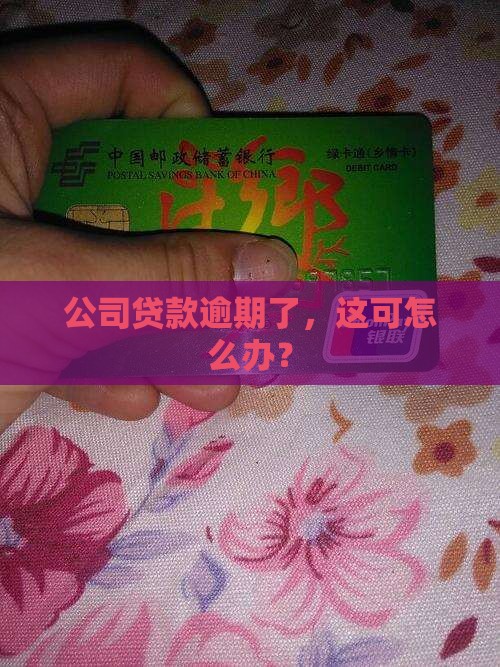 中国邮政储蓄银行
POSTAL SAVINGS BANK OF CHINA
绿卡通(乡情卡)
DEBIT CARD
乡
公司贷款逾期了，这可怎
么办？
银联